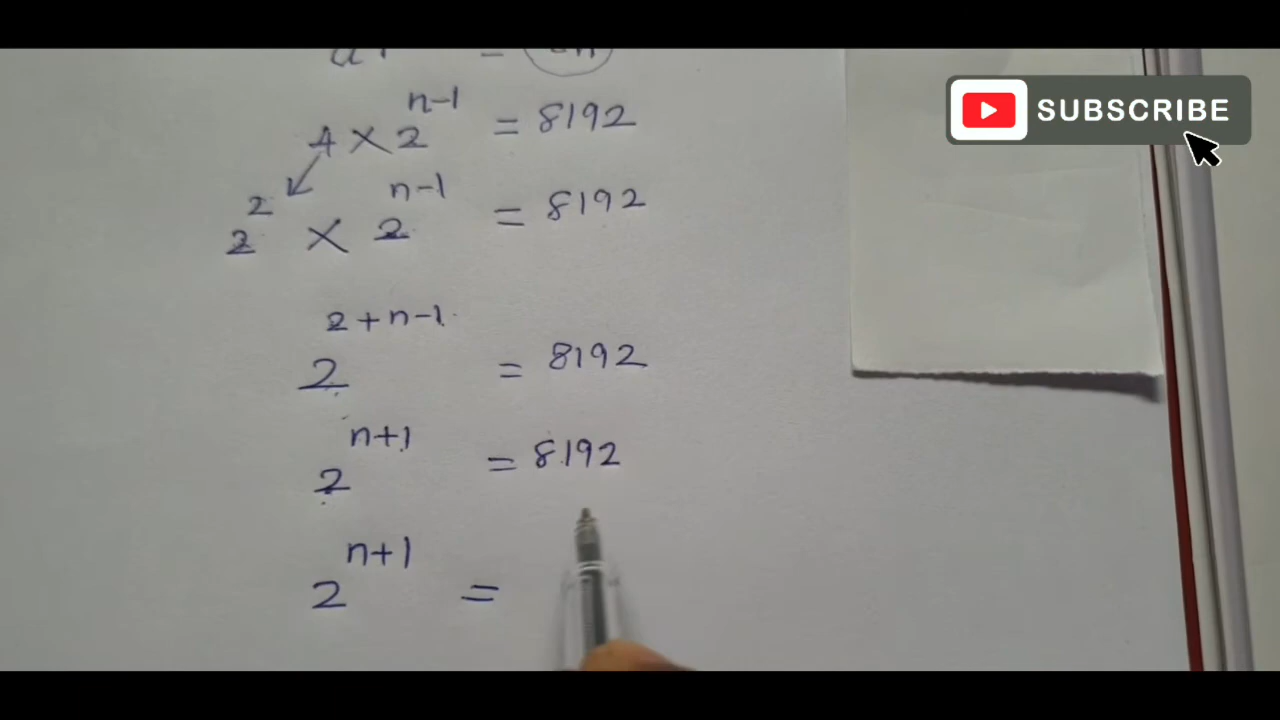 SUBSCRIBE
4 × 2^{n-1} = 8192
2^2 × 2^{n-1} = 8192
2^{2+n-1} = 8192
2^{n+1} = 8192
2^{n+1} =